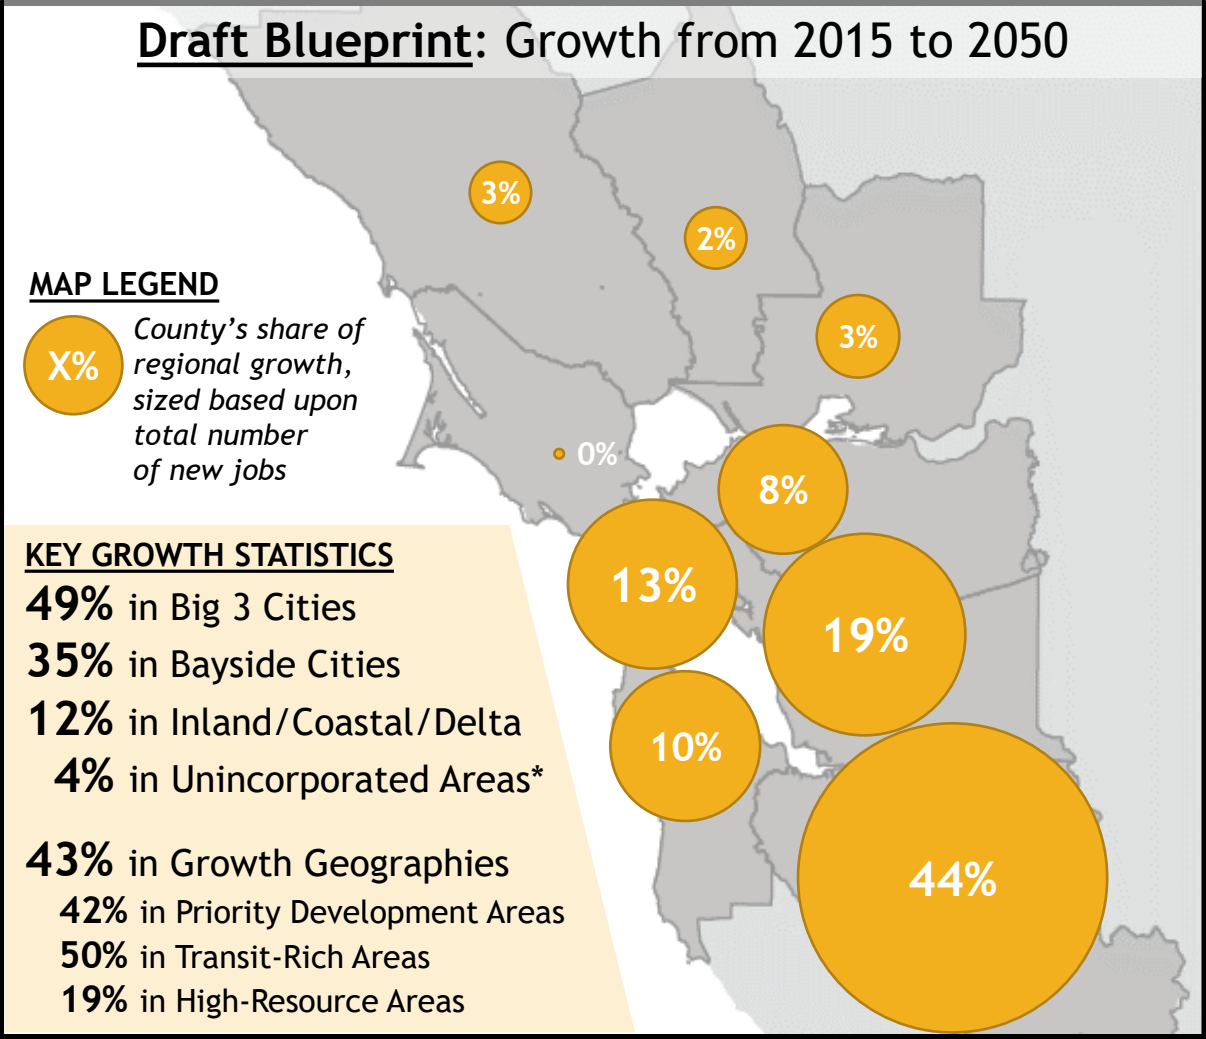 Draft Blueprint: Growth from 2015 to 2050
3%
2%
3%
MAP LEGEND
X%
County’s share of
regional growth,
sized based upon
total number
of new jobs
0%
8%
13%
19%
10%
44%
KEY GROWTH STATISTICS
49% in Big 3 Cities
35% in Bayside Cities
12% in Inland/Coastal/Delta
4% in Unincorporated Areas*
43% in Growth Geographies
42% in Priority Development Areas
50% in Transit-Rich Areas
19% in High-Resource Areas